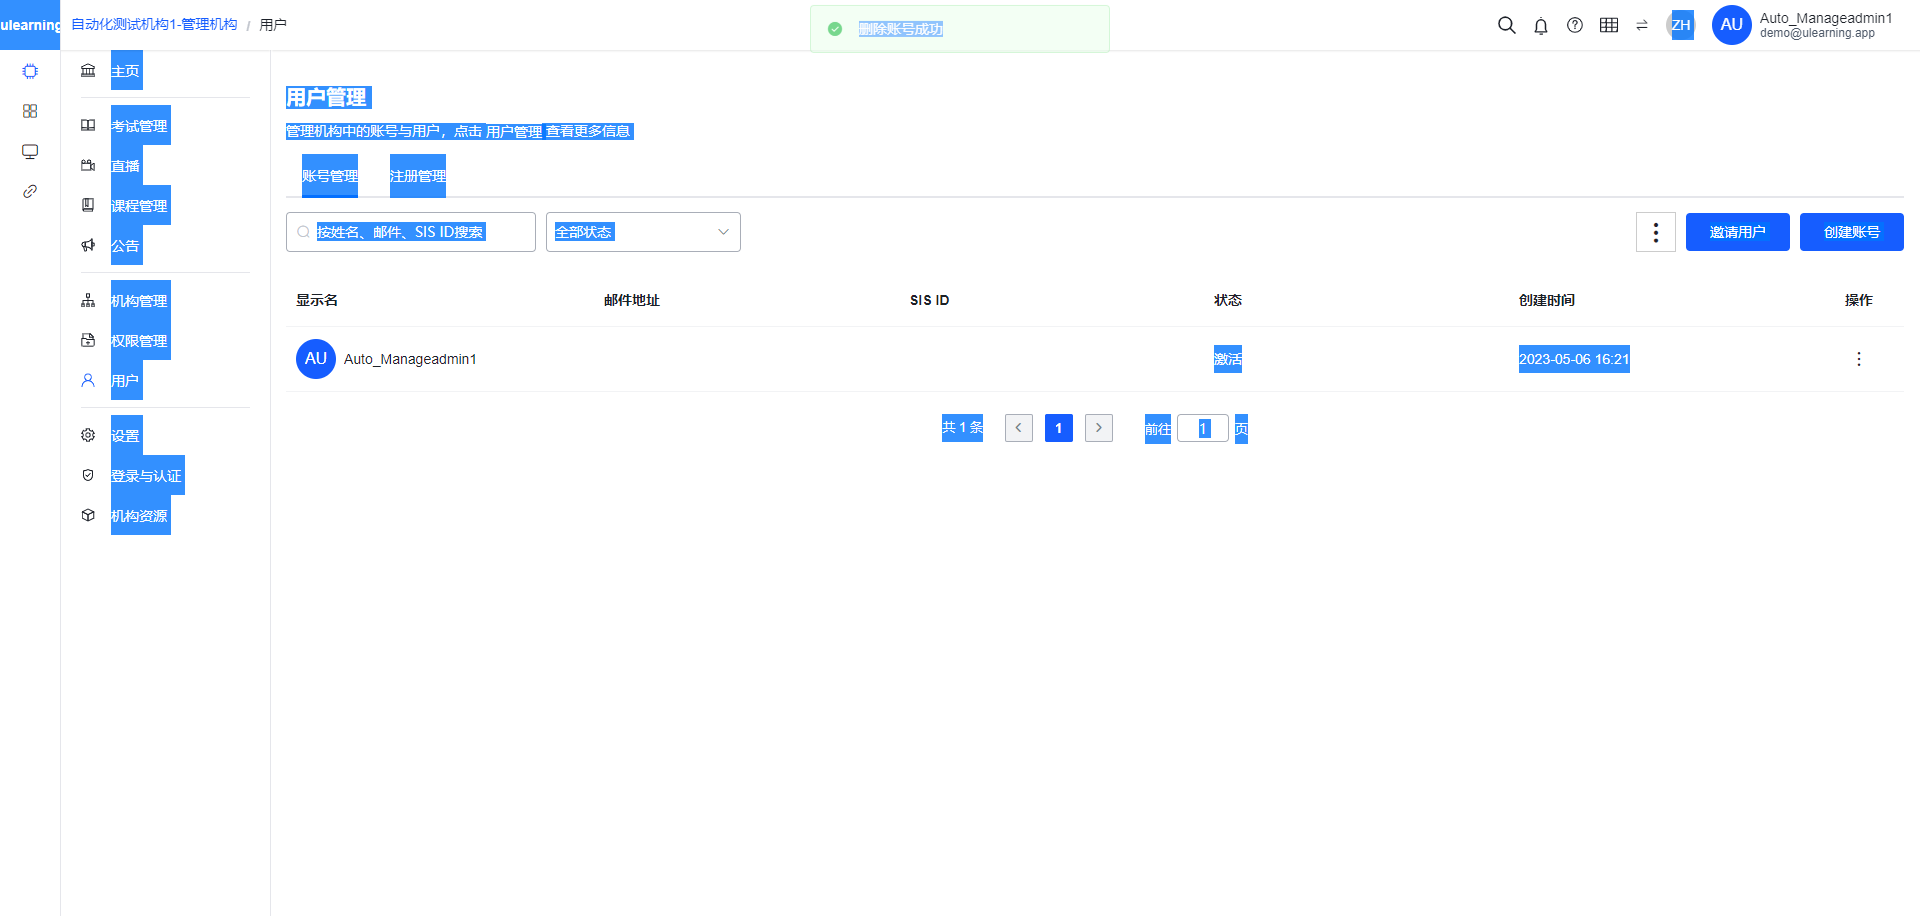 ulearning
自动化测试机构1-管理机构 / 用户
删除账号成功
ZH
AU
Auto_Manageadmin1
demo@ulearning.app
主页
考试管理
直播
课程管理
公告
机构管理
权限管理
用户
设置
登录与认证
机构资源
用户管理
管理机构中的账号与用户，点击 用户管理 查看更多信息
账号管理 注册管理
按姓名、邮件、SIS ID搜索 全部状态 邀请用户 创建账号
显示名 邮件地址 SIS ID 状态 创建时间 操作
AU Auto_Manageadmin1 激活 2023-05-06 16:21
共 1 条 1 前往 1 页